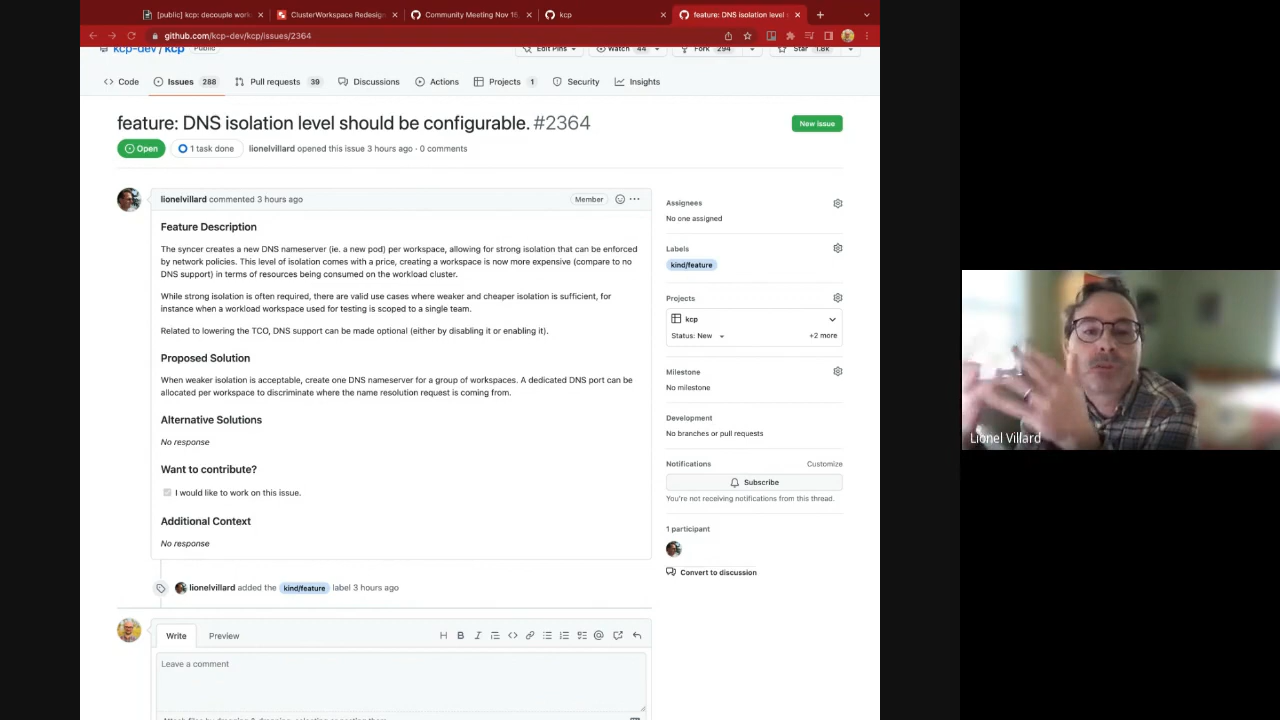 [public] kcp: decouple work
ClusterWorkspace Redesign
Community Meeting Nov 15,
kcp
feature: DNS isolation level
github.com/kcp-dev/kcp/issues/2364
kcp-dev / kcp Public
Edit Pins
Watch 44
Fork 294
Star 1.8k
Code
Issues 288
Pull requests 39
Discussions
Actions
Projects 1
Security
Insights
feature: DNS isolation level should be configurable. #2364
New issue
Open
1 task done
lionelvillard opened this issue 3 hours ago · 0 comments
lionelvillard commented 3 hours ago
Member
Feature Description
The syncer creates a new DNS nameserver (ie. a new pod) per workspace, allowing for strong isolation that can be enforced
by network policies. This level of isolation comes with a price, creating a workspace is now more expensive (compare to no
DNS support) in terms of resources being consumed on the workload cluster.
While strong isolation is often required, there are valid use cases where weaker and cheaper isolation is sufficient, for
instance when a workload workspace used for testing is scoped to a single team.
Related to lowering the TCO, DNS support can be made optional (either by disabling it or enabling it).
Proposed Solution
When weaker isolation is acceptable, create one DNS nameserver for a group of workspaces. A dedicated DNS port can be
allocated per workspace to discriminate where the name resolution request is coming from.
Alternative Solutions
No response
Want to contribute?
I would like to work on this issue.
Additional Context
No response
lionelvillard added the kind/feature label 3 hours ago
Write
Preview
Leave a comment
Assignees
No one assigned
Labels
kind/feature
Projects
kcp
Status: New
+2 more
Milestone
No milestone
Development
No branches or pull requests
Notifications
Customize
Subscribe
You're not receiving notifications from this thread.
1 participant
Convert to discussion
Lionel Villard